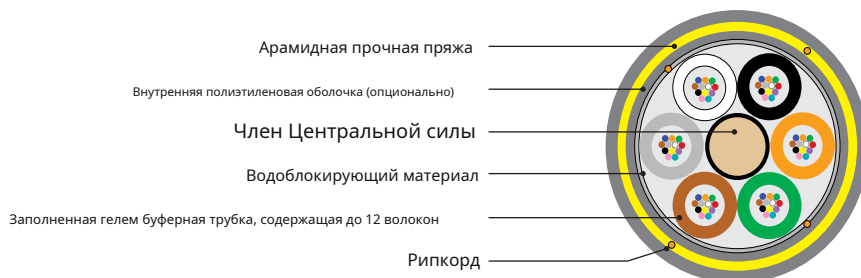 Арамидная прочная пряжа
Внутренняя полиэтиленовая оболочка (опционально)
Член Центральной силы
Водоблокирующий материал
Заполненная гелем буферная трубка, содержащая до 12 волокон
Рипкорд